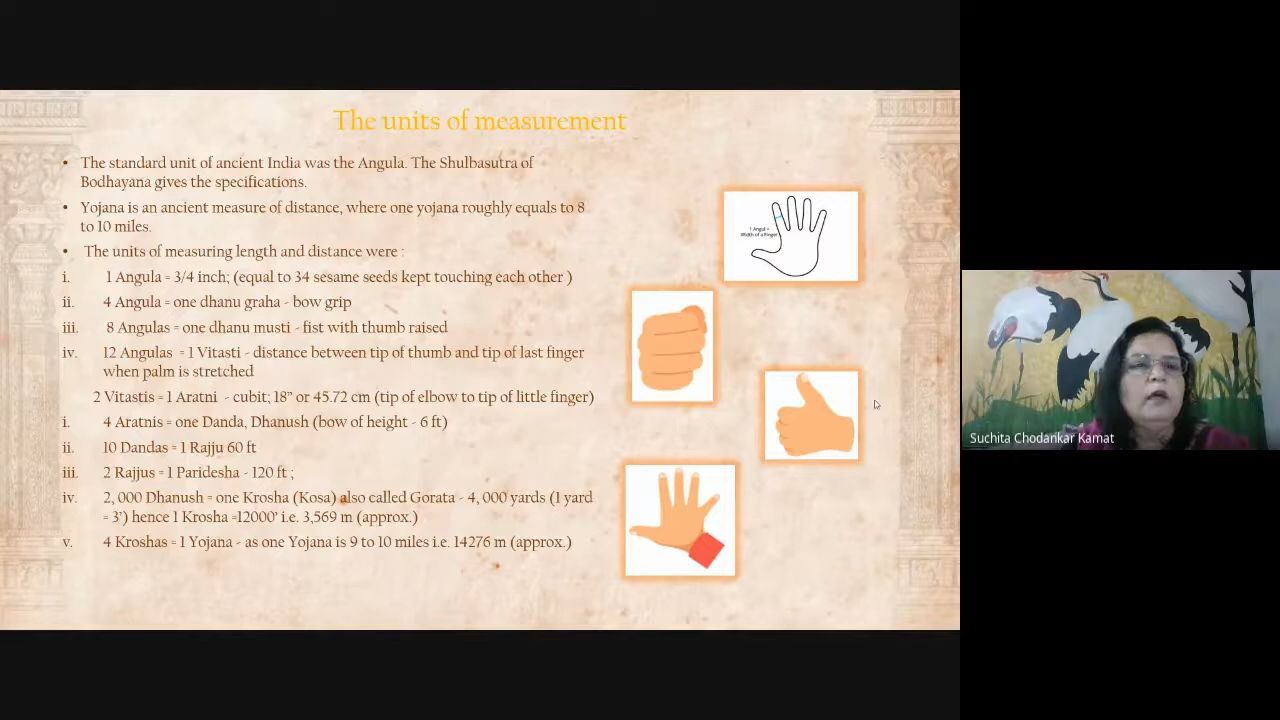 The units of measurement
• The standard unit of ancient India was the Angula. The Shulbasutra of
Bodhayana gives the specifications.
• Yojana is an ancient measure of distance, where one yojana roughly equals to 8
to 10 miles.
• The units of measuring length and distance were :
i. 1 Angula = 3/4 inch; (equal to 34 sesame seeds kept touching each other )
ii. 4 Angula = one dhanu graha - bow grip
iii. 8 Angulas = one dhanu musti - fist with thumb raised
iv. 12 Angulas = 1 Vitasti - distance between tip of thumb and tip of last finger
when palm is stretched
2 Vitastis = 1 Aratni - cubit; 18” or 45.72 cm (tip of elbow to tip of little finger)
i. 4 Aratnis = one Danda, Dhanush (bow of height - 6 ft)
ii. 10 Dandas = 1 Rajju 60 ft
iii. 2 Rajjus = 1 Paridesha - 120 ft ;
iv. 2, 000 Dhanush = one Krosha (Kosa) also called Gorata - 4, 000 yards (1 yard
= 3’) hence 1 Krosha =12000’ i.e. 3,569 m (approx.)
v. 4 Kroshas = 1 Yojana - as one Yojana is 9 to 10 miles i.e. 14276 m (approx.)
1 Angul =
Width of a Finger
Suchita Chodankar Kamat